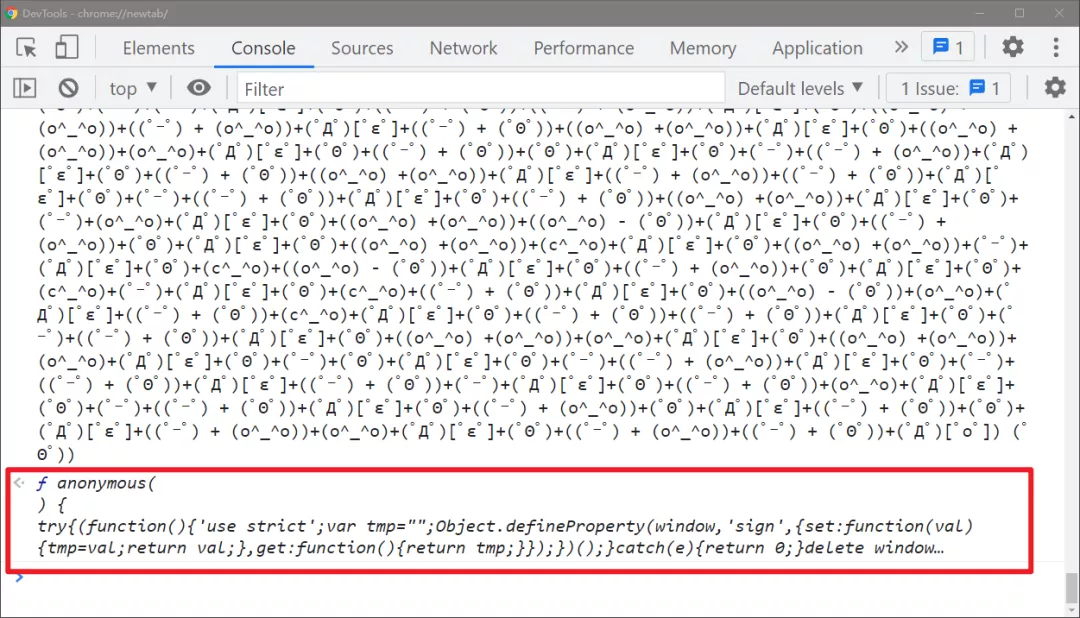 DevTools - chrome://newtab/
Elements Console Sources Network Performance Memory Application » 1
top ▼ Filter Default levels ▼ 1 Issue: 1
(o^_^o))+((ﾟｰﾟ) + (o^_^o))+(ﾟДﾟ)[ﾟεﾟ]+((ﾟｰﾟ) + (ﾟΘﾟ))+((o^_^o) +(o^_^o))+(ﾟДﾟ)[ﾟεﾟ]+(ﾟΘﾟ)+((o^_^o) +
(o^_^o))+(o^_^o)+(ﾟДﾟ)[ﾟεﾟ]+(ﾟΘﾟ)+((ﾟｰﾟ) + (ﾟΘﾟ))+(ﾟΘﾟ)+(ﾟДﾟ)[ﾟεﾟ]+(ﾟΘﾟ)+(ﾟｰﾟ)+((ﾟｰﾟ) + (o^_^o))+(ﾟДﾟ)
[ﾟεﾟ]+(ﾟΘﾟ)+((ﾟｰﾟ) + (ﾟΘﾟ))+((o^_^o) +(o^_^o))+(ﾟДﾟ)[ﾟεﾟ]+((ﾟｰﾟ) + (o^_^o))+((ﾟｰﾟ) + (ﾟΘﾟ))+(ﾟДﾟ)[ﾟ
εﾟ]+(ﾟΘﾟ)+(ﾟｰﾟ)+((ﾟｰﾟ) + (ﾟΘﾟ))+(ﾟДﾟ)[ﾟεﾟ]+(ﾟΘﾟ)+((ﾟｰﾟ) + (ﾟΘﾟ))+((o^_^o) +(o^_^o))+(ﾟДﾟ)[ﾟεﾟ]+(ﾟΘﾟ)+
(ﾟｰﾟ)+(o^_^o)+(ﾟДﾟ)[ﾟεﾟ]+(ﾟΘﾟ)+((o^_^o) +(o^_^o))+((o^_^o) - (ﾟΘﾟ))+(ﾟДﾟ)[ﾟεﾟ]+(ﾟΘﾟ)+((ﾟｰﾟ) +
(o^_^o))+(ﾟΘﾟ)+(ﾟДﾟ)[ﾟεﾟ]+(ﾟΘﾟ)+((o^_^o) +(o^_^o))+(c^_^o)+(ﾟДﾟ)[ﾟεﾟ]+(ﾟΘﾟ)+((o^_^o) +(o^_^o))+(ﾟｰﾟ)+
(ﾟДﾟ)[ﾟεﾟ]+(ﾟΘﾟ)+(c^_^o)+((o^_^o) - (ﾟΘﾟ))+(ﾟДﾟ)[ﾟεﾟ]+(ﾟΘﾟ)+((ﾟｰﾟ) + (o^_^o))+(ﾟΘﾟ)+(ﾟДﾟ)[ﾟεﾟ]+(ﾟΘﾟ)+
(c^_^o)+(ﾟｰﾟ)+(ﾟДﾟ)[ﾟεﾟ]+(ﾟΘﾟ)+(c^_^o)+((ﾟｰﾟ) + (ﾟΘﾟ))+(ﾟДﾟ)[ﾟεﾟ]+(ﾟΘﾟ)+((o^_^o) - (ﾟΘﾟ))+(o^_^o)+(ﾟ
Дﾟ)[ﾟεﾟ]+((ﾟｰﾟ) + (ﾟΘﾟ))+(c^_^o)+(ﾟДﾟ)[ﾟεﾟ]+(ﾟΘﾟ)+((ﾟｰﾟ) + (ﾟΘﾟ))+((ﾟｰﾟ) + (ﾟΘﾟ))+(ﾟДﾟ)[ﾟεﾟ]+(ﾟΘﾟ)+(ﾟ
ｰﾟ)+((ﾟｰﾟ) + (ﾟΘﾟ))+(ﾟДﾟ)[ﾟεﾟ]+(ﾟΘﾟ)+((o^_^o) +(o^_^o))+(o^_^o)+(ﾟДﾟ)[ﾟεﾟ]+(ﾟΘﾟ)+((o^_^o) +(o^_^o))+
(o^_^o)+(ﾟДﾟ)[ﾟεﾟ]+(ﾟΘﾟ)+(ﾟｰﾟ)+(ﾟΘﾟ)+(ﾟДﾟ)[ﾟεﾟ]+(ﾟΘﾟ)+(ﾟｰﾟ)+((ﾟｰﾟ) + (o^_^o))+(ﾟДﾟ)[ﾟεﾟ]+(ﾟΘﾟ)+(ﾟｰﾟ)+
((ﾟｰﾟ) + (ﾟΘﾟ))+(ﾟДﾟ)[ﾟεﾟ]+((ﾟｰﾟ) + (ﾟΘﾟ))+(ﾟｰﾟ)+(ﾟДﾟ)[ﾟεﾟ]+(ﾟΘﾟ)+((ﾟｰﾟ) + (ﾟΘﾟ))+(o^_^o)+(ﾟДﾟ)[ﾟεﾟ]+
(ﾟΘﾟ)+(ﾟｰﾟ)+((ﾟｰﾟ) + (ﾟΘﾟ))+(ﾟДﾟ)[ﾟεﾟ]+(ﾟΘﾟ)+((ﾟｰﾟ) + (o^_^o))+(ﾟΘﾟ)+(ﾟДﾟ)[ﾟεﾟ]+((ﾟｰﾟ) + (ﾟΘﾟ))+(ﾟΘﾟ)+
(ﾟДﾟ)[ﾟεﾟ]+((ﾟｰﾟ) + (o^_^o))+(o^_^o)+(ﾟДﾟ)[ﾟεﾟ]+(ﾟΘﾟ)+((ﾟｰﾟ) + (o^_^o))+((ﾟｰﾟ) + (ﾟΘﾟ))+(ﾟДﾟ)[ﾟoﾟ]) (ﾟ
Θﾟ))
ƒ anonymous(
) {
try{(function(){'use strict';var tmp="";Object.defineProperty(window,'sign',{set:function(val)
{tmp=val;return val;},get:function(){return tmp;}});})();}catch(e){return 0;}delete window…